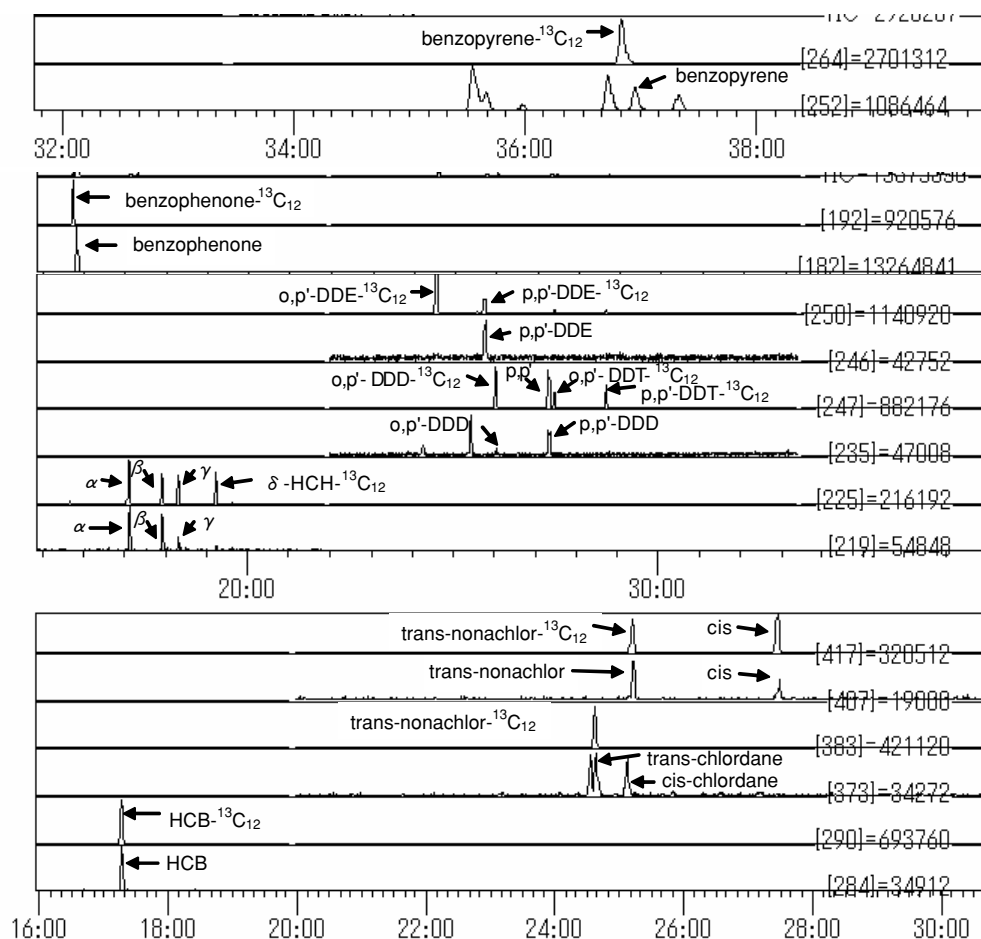 benzopyrene-¹³C₁₂
[264]=2701312
benzopyrene
[252]=1086464
32:00 34:00 36:00 38:00
benzophenone-¹³C₁₂
[192]=920576
benzophenone
[182]=13264841
o,p'-DDE-¹³C₁₂ p,p'-DDE-¹³C₁₂
[250]=1140920
p,p'-DDE
[246]=42752
o,p'- DDD-¹³C₁₂ p,p' o,p'- DDT-¹³C₁₂
p,p'-DDT-¹³C₁₂
[247]=882176
o,p'-DDD p,p'-DDD
[235]=47008
α β γ δ -HCH-¹³C₁₂
[225]=216192
α β γ
[219]=54848
20:00 30:00
trans-nonachlor-¹³C₁₂ cis
[417]=320512
trans-nonachlor cis
[407]=19000
trans-nonachlor-¹³C₁₂
[383]=421120
trans-chlordane
cis-chlordane
[373]=34272
HCB-¹³C₁₂
[290]=693760
HCB
[284]=34912
16:00 18:00 20:00 22:00 24:00 26:00 28:00 30:00